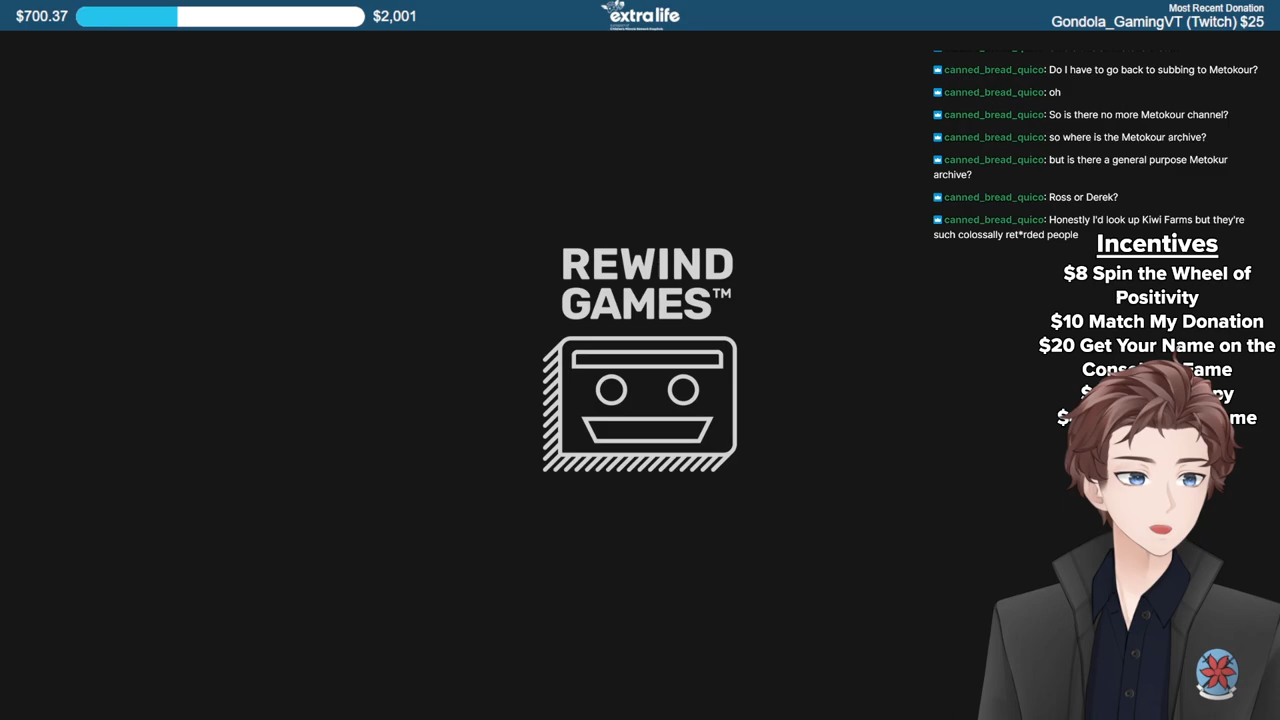 $700.37
$2,001
extralife
Most Recent Donation
Gondola_GamingVT (Twitch) $25
canned_bread_quico: Do I have to go back to subbing to Metokour?
canned_bread_quico: oh
canned_bread_quico: So is there no more Metokour channel?
canned_bread_quico: so where is the Metokour archive?
canned_bread_quico: but is there a general purpose Metokur
archive?
canned_bread_quico: Ross or Derek?
canned_bread_quico: Honestly I'd look up Kiwi Farms but they're
such colossally ret*rded people
Incentives
$8 Spin the Wheel of
Positivity
$10 Match My Donation
$20 Get Your Name on the
REWIND
GAMES™